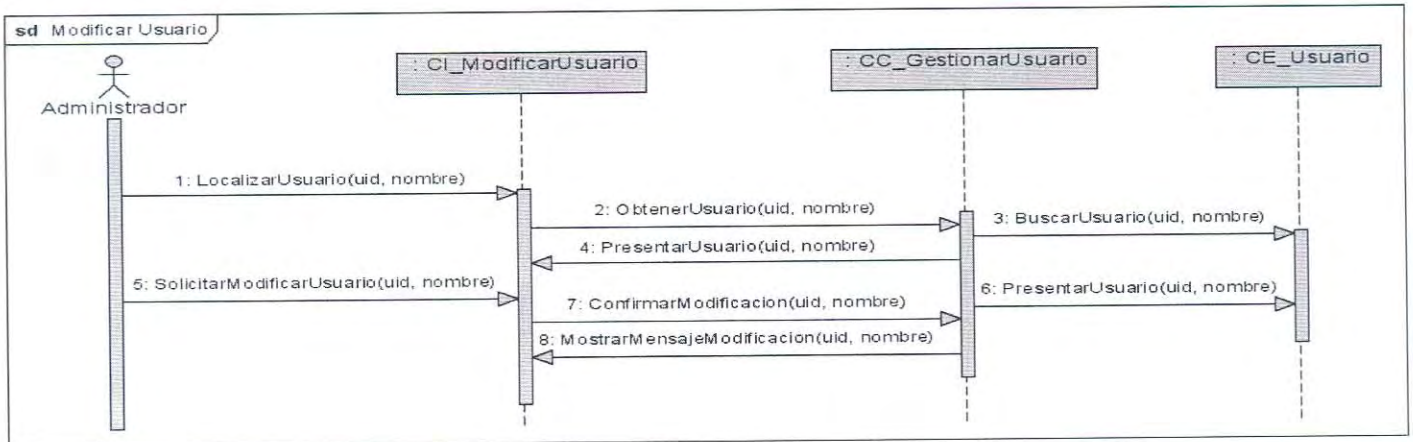 sd Modificar Usuario
: CI_ModificarUsuario
: CC_GestionarUsuario
: CE_Usuario
Administrador
1: LocalizarUsuario(uid, nombre)
2: ObtenerUsuario(uid, nombre)
3: BuscarUsuario(uid, nombre)
4: PresentarUsuario(uid, nombre)
5: SolicitarModificarUsuario(uid, nombre)
6: PresentarUsuario(uid, nombre)
7: ConfirmarModificacion(uid, nombre)
8: MostrarMensajeModificacion(uid, nombre)